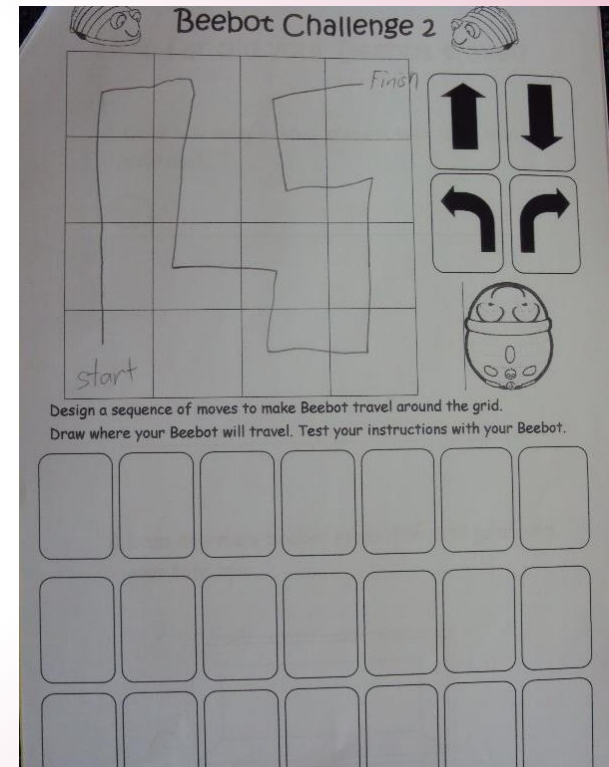 Beebot Challenge 2
Finish
start
Design a sequence of moves to make Beebot travel around the grid.
Draw where your Beebot will travel. Test your instructions with your Beebot.